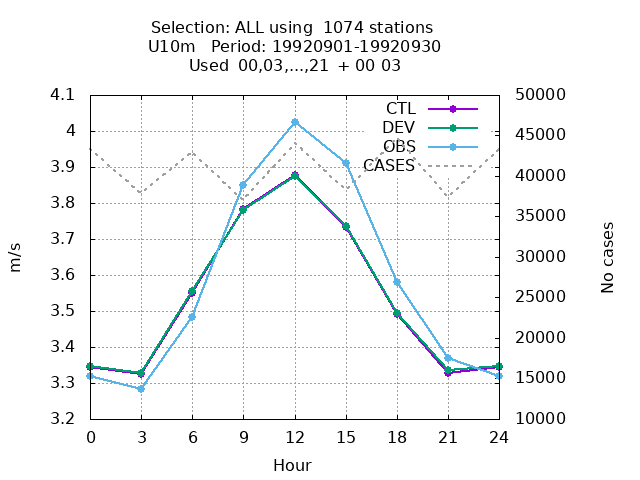 Selection: ALL using  1074 stations
U10m   Period: 19920901-19920930
Used  00,03,...,21  + 00 03
4.1
4
3.9
3.8
3.7
3.6
3.5
3.4
3.3
3.2
m/s
CTL
DEV
OBS
CASES
50000
45000
40000
35000
30000
25000
20000
15000
10000
No cases
0 3 6 9 12 15 18 21 24
Hour